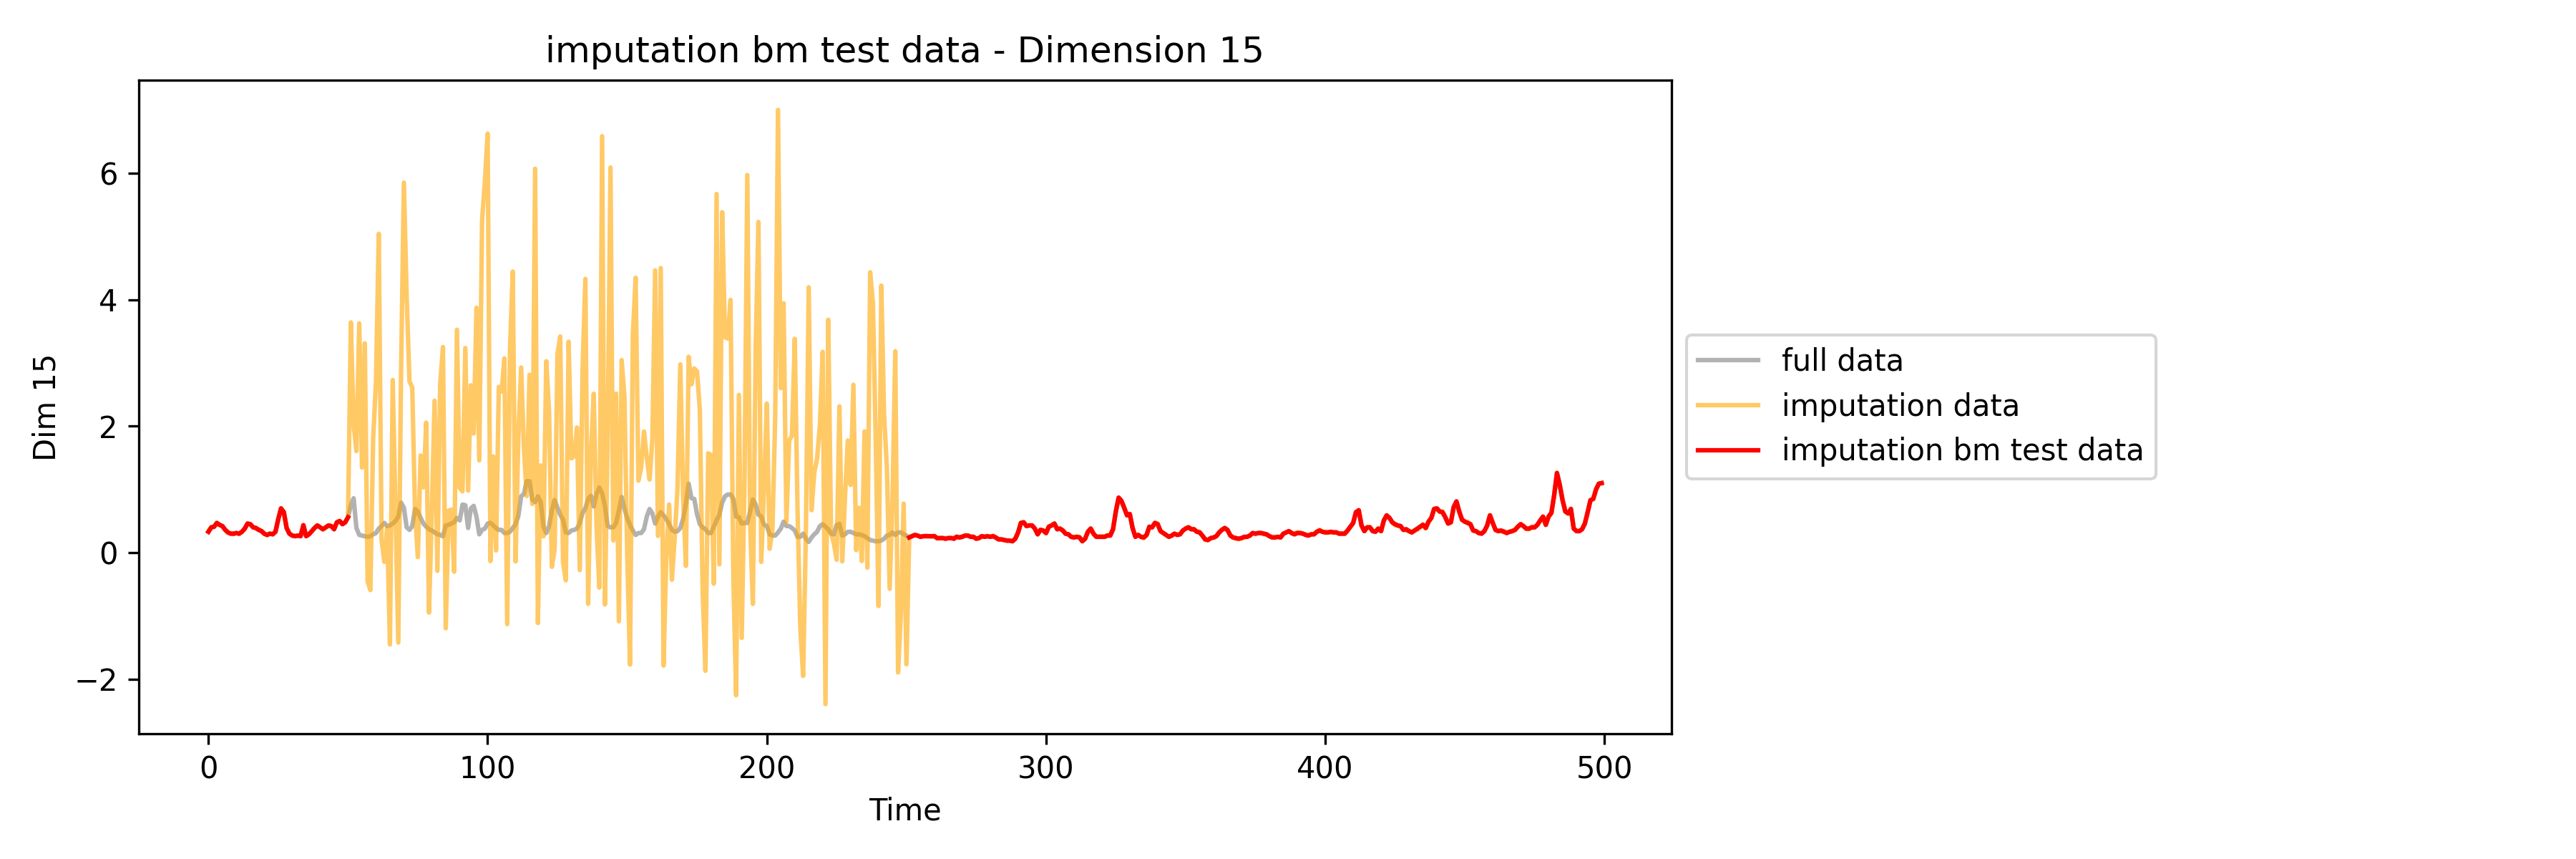 imputation bm test data - Dimension 15
Dim 15
6
4
2
0
−2
0 100 200 300 400 500
Time
full data
imputation data
imputation bm test data